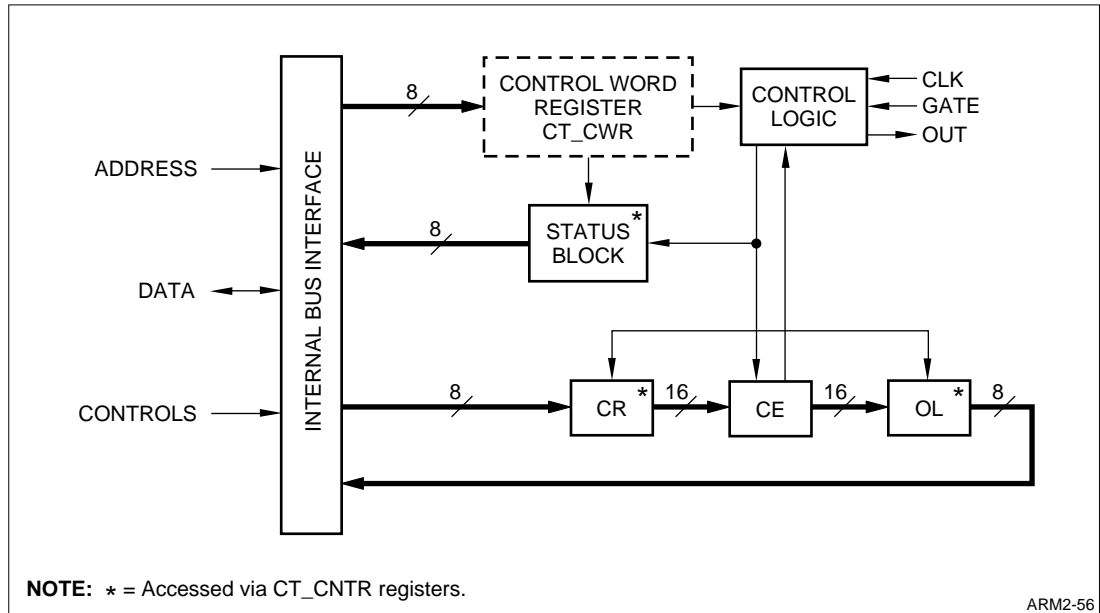 CONTROL WORD
REGISTER
CT_CWR
8
CONTROL
LOGIC
CLK
GATE
OUT
ADDRESS
INTERNAL BUS INTERFACE
8
STATUS
BLOCK
*
DATA
CONTROLS
8
CR
*
16
CE
16
OL
*
8
NOTE: * = Accessed via CT_CNTR registers.
ARM2-56